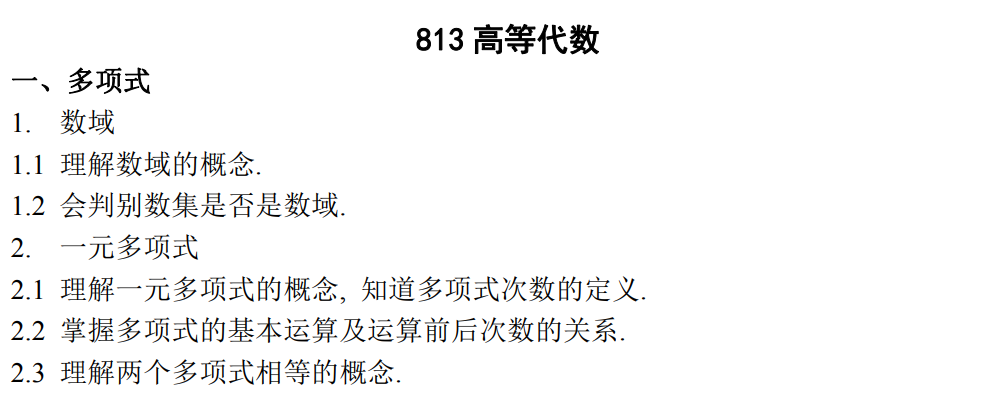 813 高等代数
一、多项式
1. 数域
1.1 理解数域的概念.
1.2 会判别数集是否是数域.
2. 一元多项式
2.1 理解一元多项式的概念, 知道多项式次数的定义.
2.2 掌握多项式的基本运算及运算前后次数的关系.
2.3 理解两个多项式相等的概念.